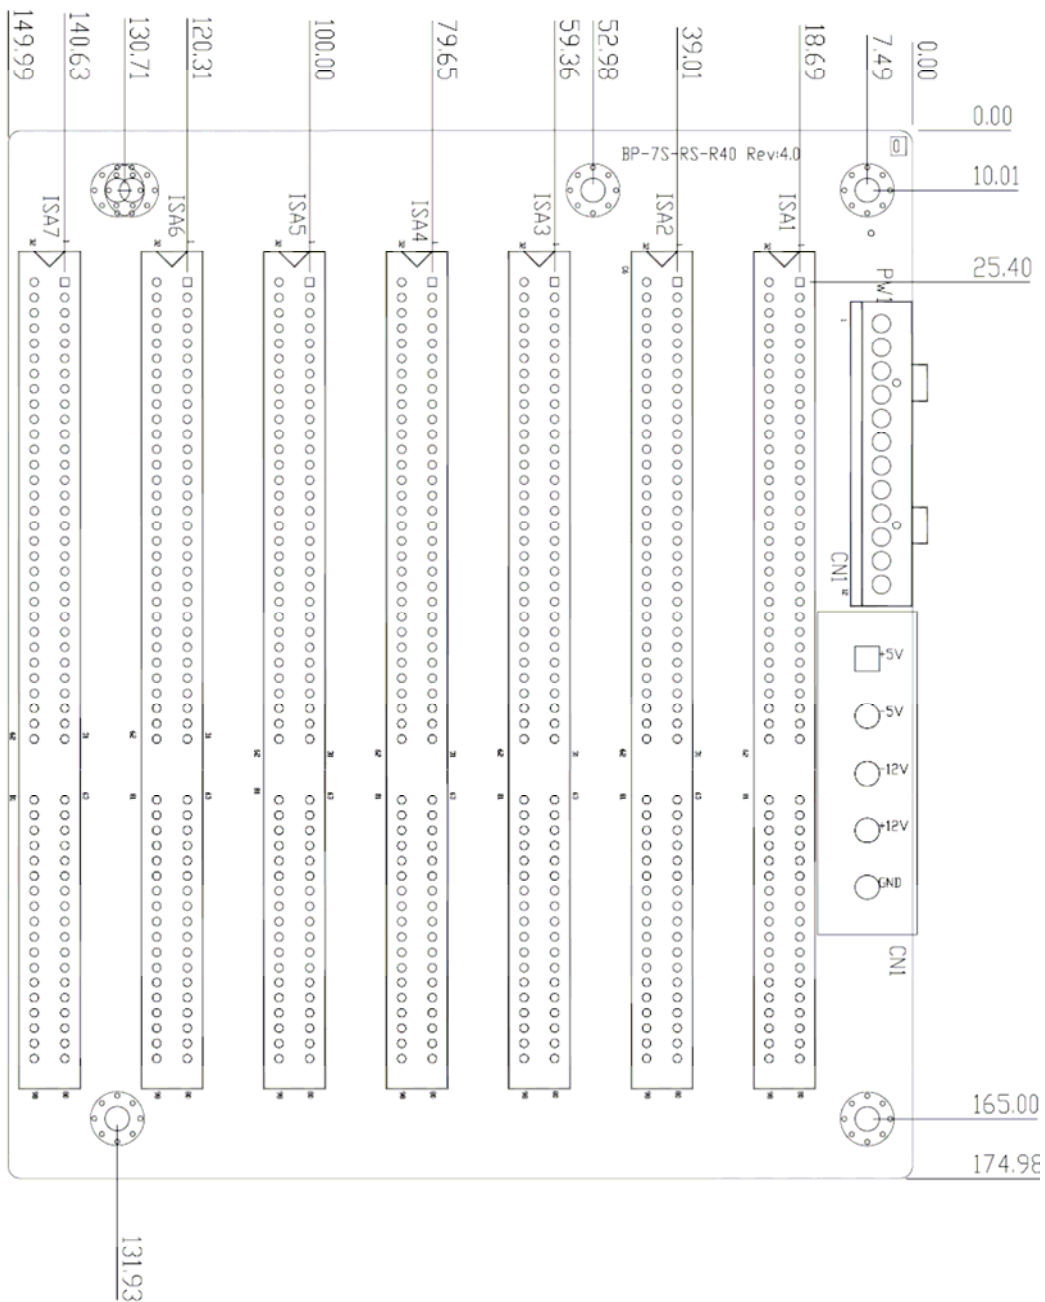 149.99
140.63
130.71
120.31
100.00
79.65
59.36
52.98
39.01
18.69
7.49
0.00
0.00
10.01
25.40
BP-7S-RS-R40 Rev:4.0
ISA7
ISA6
ISA5
ISA4
ISA3
ISA2
ISA1
PW1
CN1
+5V
-5V
-12V
+12V
GND
CN1
165.00
174.98
131.93